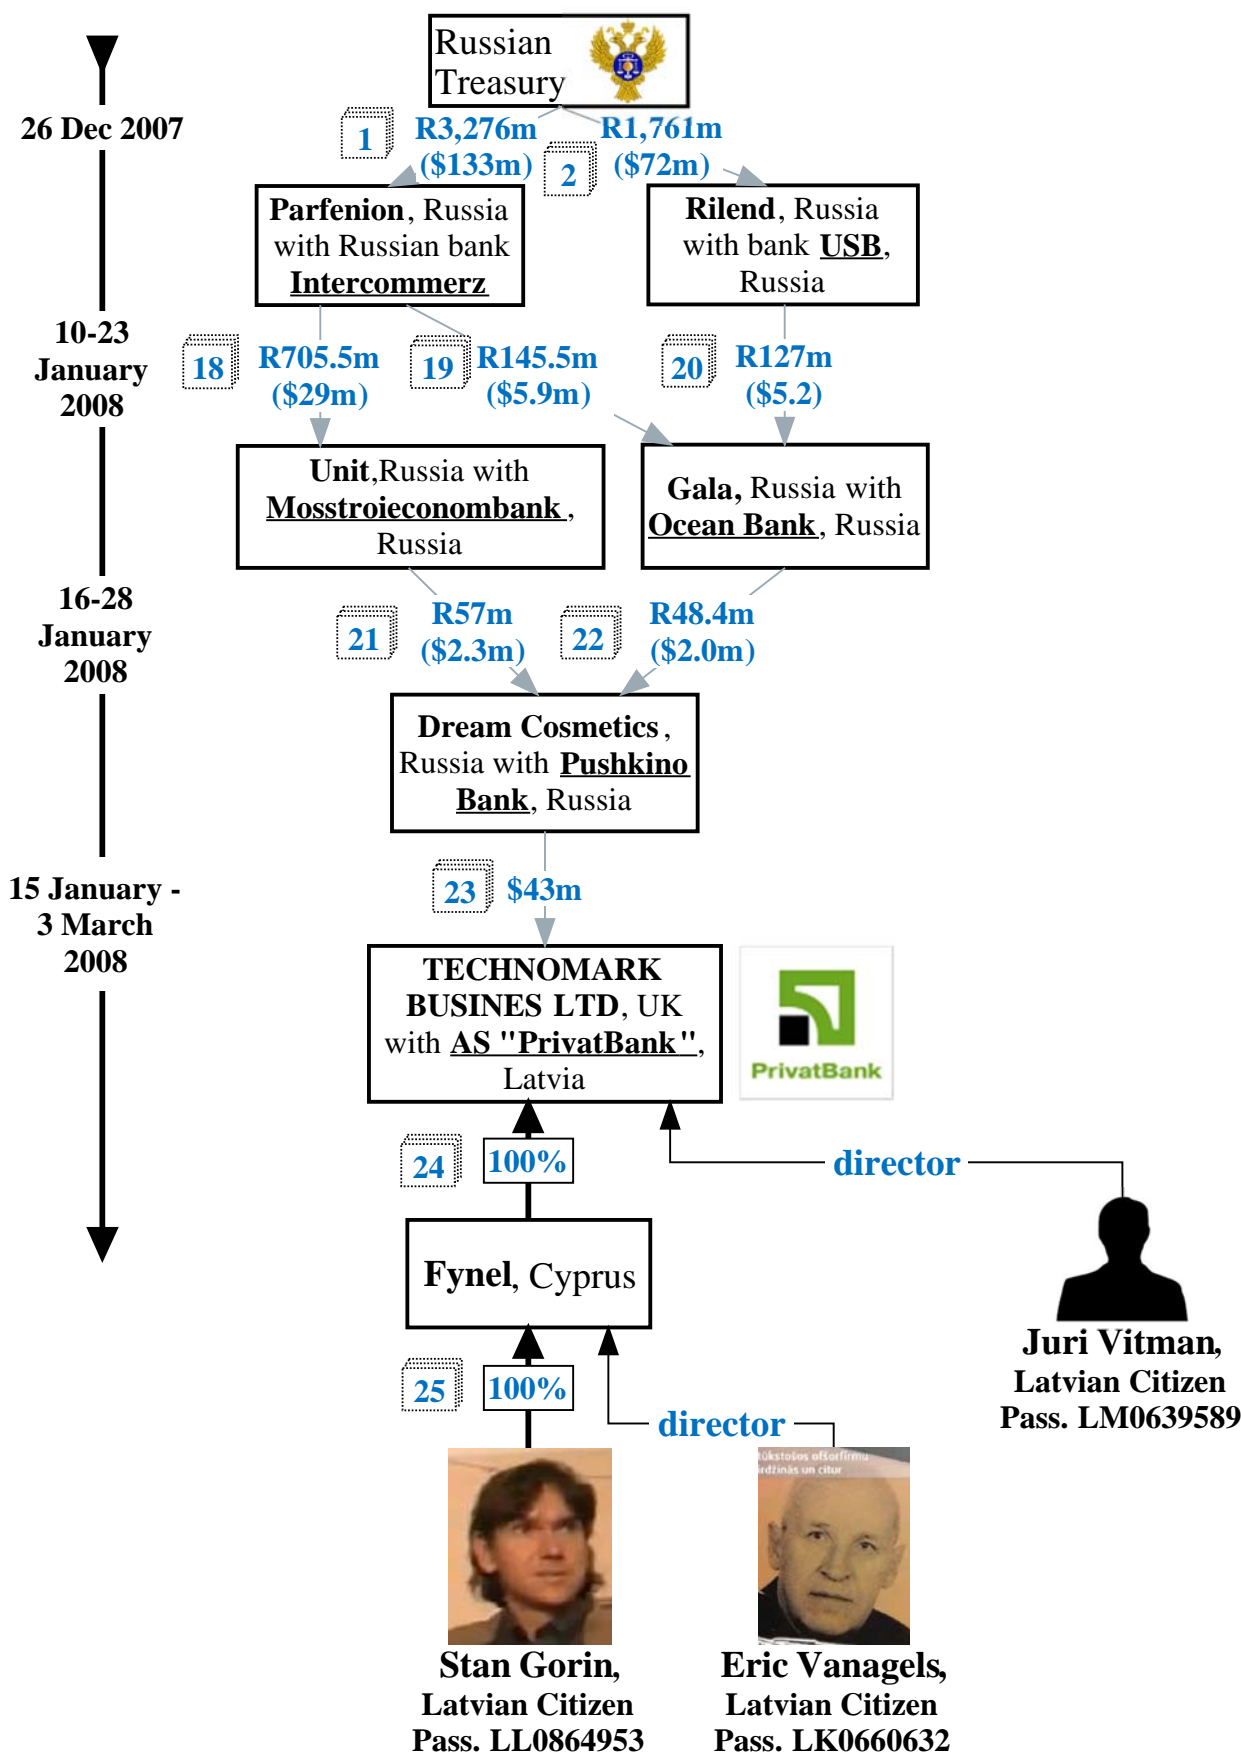 Russian
Treasury
26 Dec 2007
1
R3,276m
($133m)
2
R1,761m
($72m)
Parfenion, Russia
with Russian bank
Intercommerz
Rilend, Russia
with bank USB,
Russia
10-23
January
2008
18
R705.5m
($29m)
19
R145.5m
($5.9m)
20
R127m
($5.2)
Unit,Russia with
Mosstroieconombank,
Russia
Gala, Russia with
Ocean Bank, Russia
16-28
January
2008
21
R57m
($2.3m)
22
R48.4m
($2.0m)
Dream Cosmetics,
Russia with Pushkino
Bank, Russia
15 January -
3 March
2008
23
$43m
TECHNOMARK
BUSINES LTD, UK
with AS "PrivatBank",
Latvia
PrivatBank
24
100%
director
Fynel, Cyprus
Juri Vitman,
Latvian Citizen
Pass. LM0639589
25
100%
director
tūkstošos ofšorfirmu
irdžinās un citur
Stan Gorin,
Latvian Citizen
Pass. LL0864953
Eric Vanagels,
Latvian Citizen
Pass. LK0660632